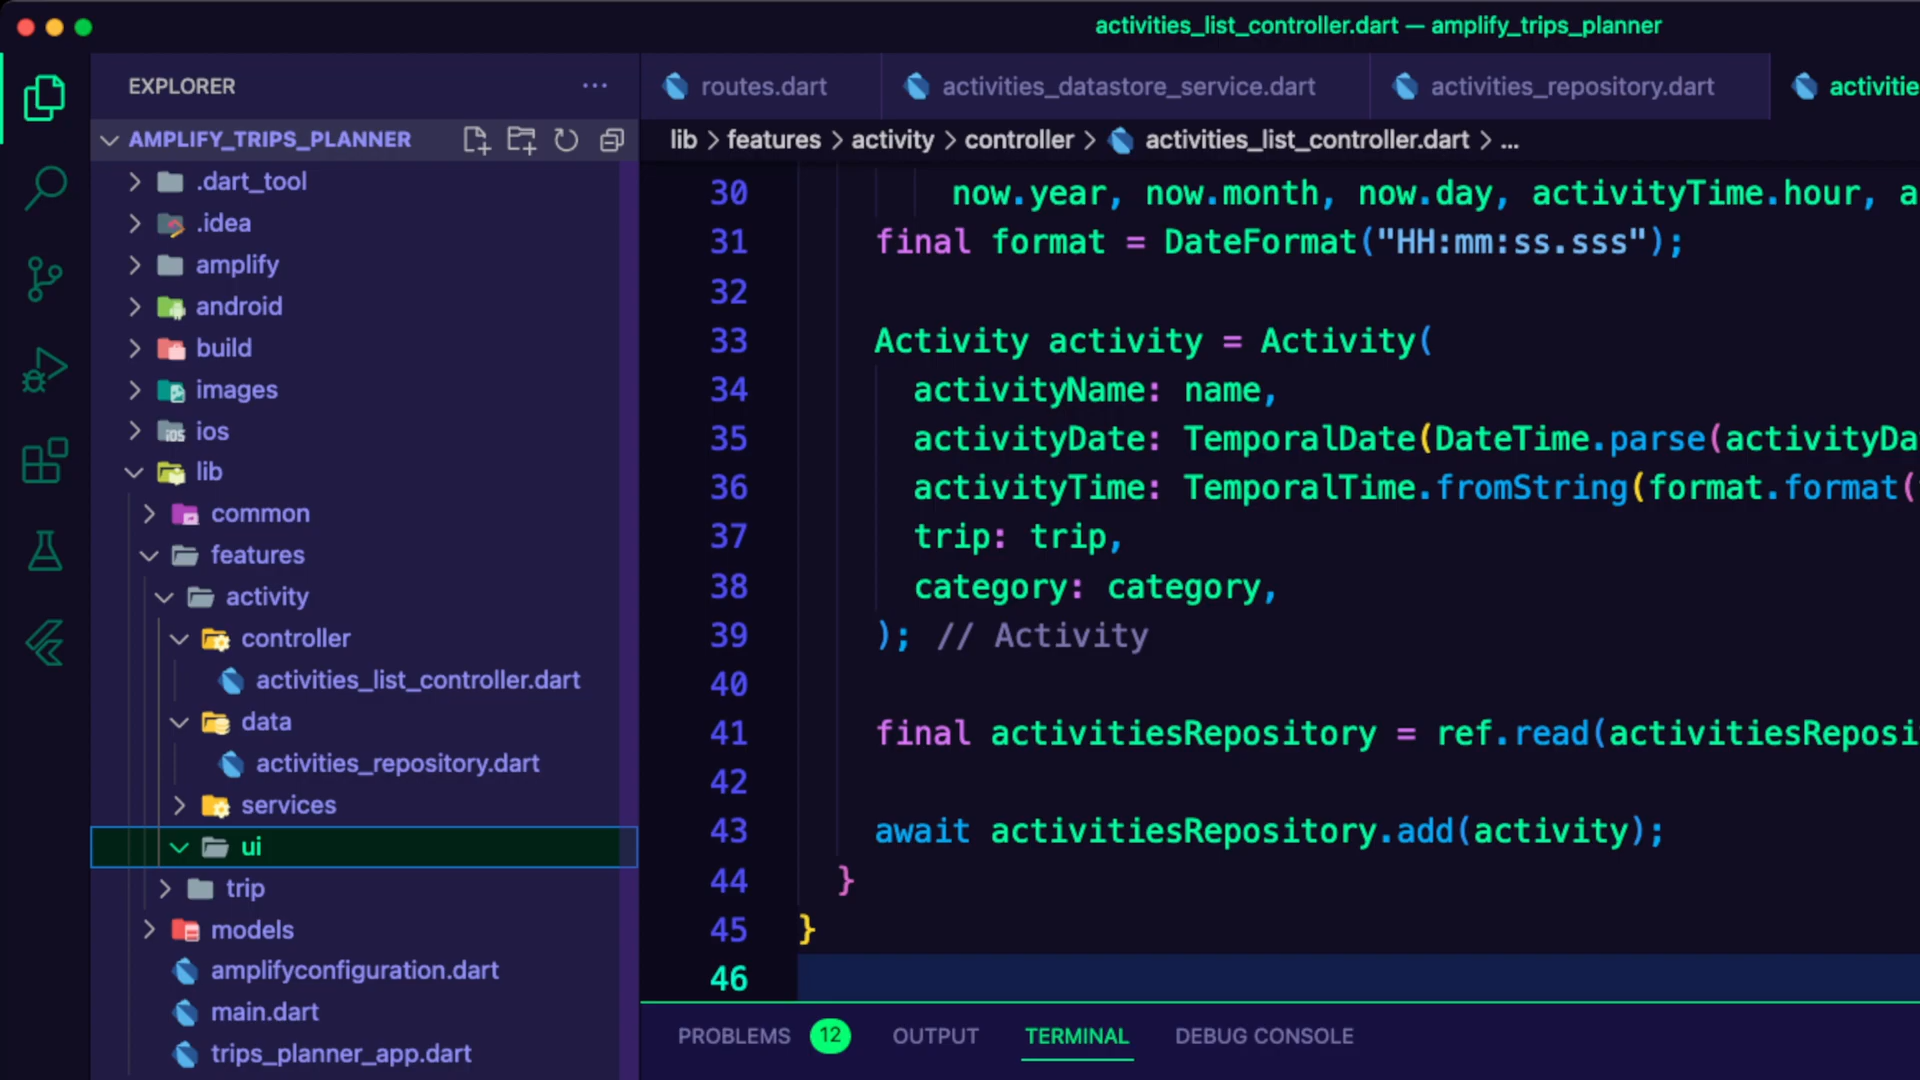 activities_list_controller.dart — amplify_trips_planner
EXPLORER
routes.dart
activities_datastore_service.dart
activities_repository.dart
activitie
AMPLIFY_TRIPS_PLANNER
lib > features > activity > controller > activities_list_controller.dart > ...
.dart_tool
.idea
amplify
android
build
images
ios
lib
common
features
activity
controller
activities_list_controller.dart
data
activities_repository.dart
services
ui
trip
models
amplifyconfiguration.dart
main.dart
trips_planner_app.dart
30 now.year, now.month, now.day, activityTime.hour, a
31 final format = DateFormat("HH:mm:ss.sss");
32
33 Activity activity = Activity(
34 activityName: name,
35 activityDate: TemporalDate(DateTime.parse(activityDa
36 activityTime: TemporalTime.fromString(format.format(
37 trip: trip,
38 category: category,
39 ); // Activity
40
41 final activitiesRepository = ref.read(activitiesReposi
42
43 await activitiesRepository.add(activity);
44 }
45 }
46
PROBLEMS 12 OUTPUT TERMINAL DEBUG CONSOLE